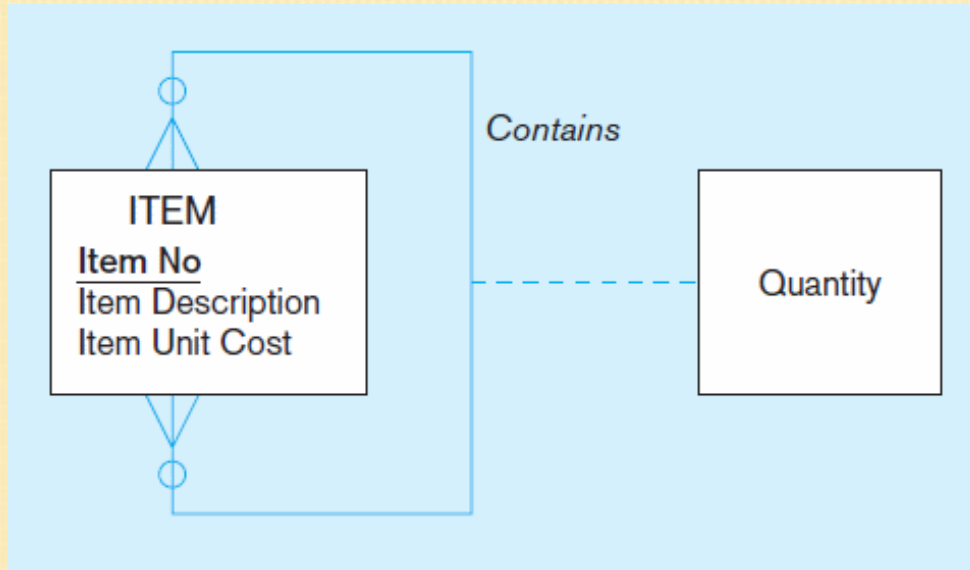 Contains
ITEM
Item No
Item Description
Item Unit Cost
Quantity